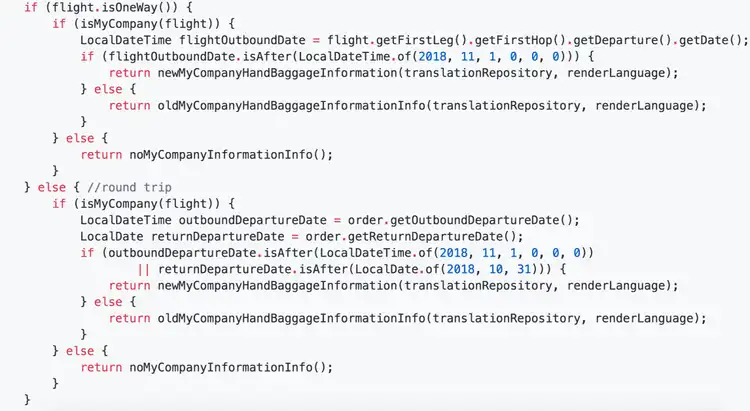 if (flight.isOneWay()) {
    if (isMyCompany(flight)) {
        LocalDateTime flightOutboundDate = flight.getFirstLeg().getFirstHop().getDeparture().getDate();
        if (flightOutboundDate.isAfter(LocalDateTime.of(2018, 11, 1, 0, 0, 0))) {
            return newMyCompanyHandBaggageInformation(translationRepository, renderLanguage);
        } else {
            return oldMyCompanyHandBaggageInformationInfo(translationRepository, renderLanguage);
        }
    } else {
        return noMyCompanyInformationInfo();
    }
} else { //round trip
    if (isMyCompany(flight)) {
        LocalDateTime outboundDepartureDate = order.getOutboundDepartureDate();
        LocalDate returnDepartureDate = order.getReturnDepartureDate();
        if (outboundDepartureDate.isAfter(LocalDateTime.of(2018, 11, 1, 0, 0, 0))
                || returnDepartureDate.isAfter(LocalDate.of(2018, 10, 31))) {
            return newMyCompanyHandBaggageInformation(translationRepository, renderLanguage);
        } else {
            return oldMyCompanyHandBaggageInformationInfo(translationRepository, renderLanguage);
        }
    } else {
        return noMyCompanyInformationInfo();
    }
}